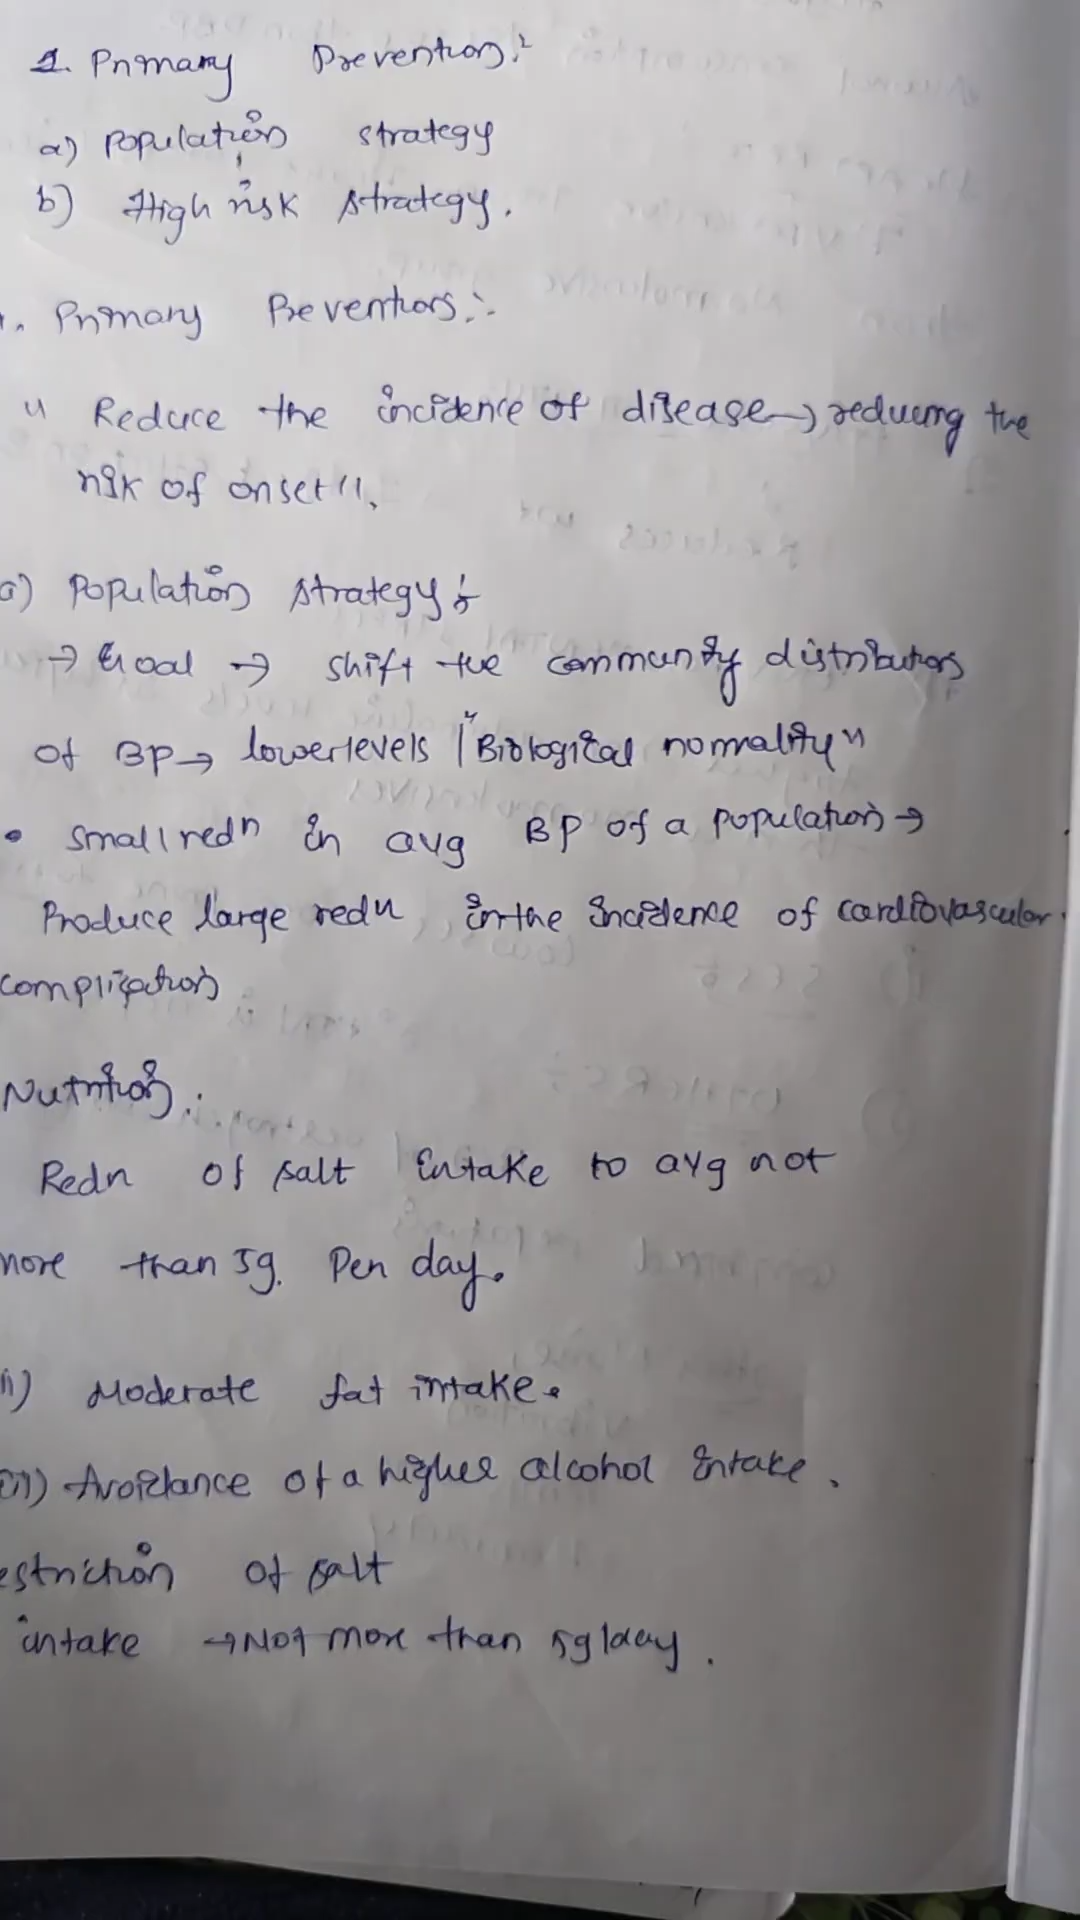 1. Primary Prevention:
a) Population strategy
b) High risk strategy.
1. Primary Prevention:-
" Reduce the incidence of disease → reducing the
risk of onset ".
a) Population strategy :-
→ Goal → shift the community distribution
of BP → lower levels / "Biological normality"
• Small redn in avg BP of a population →
Produce large redn in the incidence of cardiovascular
complication
Nutrition :
Redn of salt intake to avg not
more than 5g. Per day.
ii) Moderate fat intake.
iii) Avoidance of a higher alcohol intake.
estriction of salt
intake → Not more than 5g/day.